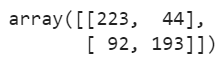 array([[223,  44],
       [ 92, 193]])